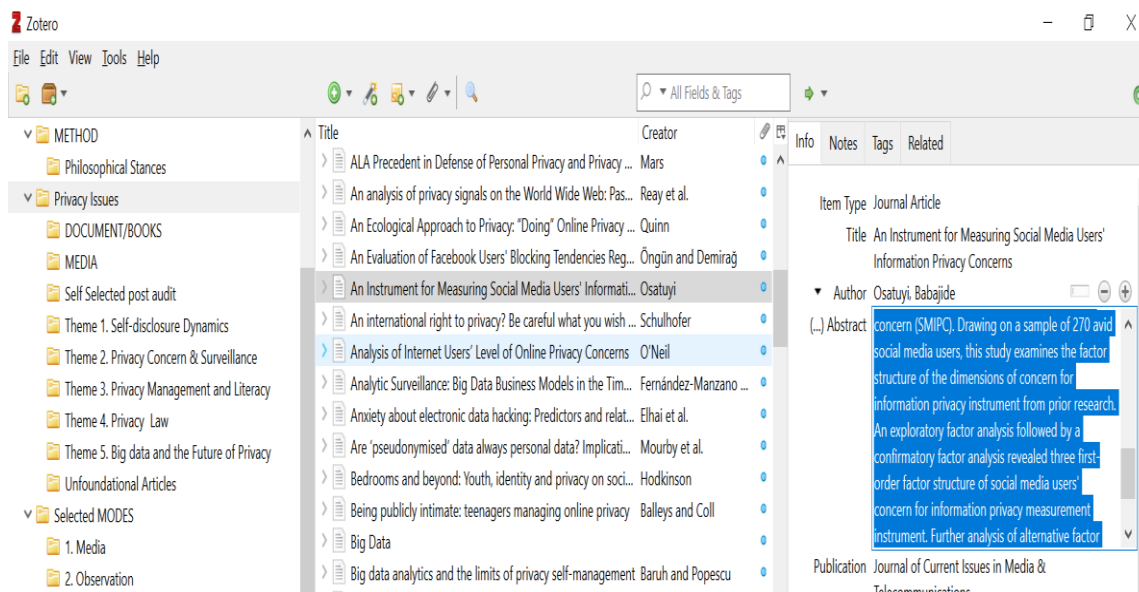 Zotero
File Edit View Tools Help
All Fields & Tags
METHOD
Philosophical Stances
Privacy Issues
DOCUMENT/BOOKS
MEDIA
Self Selected post audit
Theme 1. Self-disclosure Dynamics
Theme 2. Privacy Concern & Surveillance
Theme 3. Privacy Management and Literacy
Theme 4. Privacy Law
Theme 5. Big data and the Future of Privacy
Unfoundational Articles
Selected MODES
1. Media
2. Observation
Title Creator
ALA Precedent in Defense of Personal Privacy and Privacy ... Mars
An analysis of privacy signals on the World Wide Web: Pas... Reay et al.
An Ecological Approach to Privacy: "Doing" Online Privacy ... Quinn
An Evaluation of Facebook Users' Blocking Tendencies Reg... Õngün and Demirağ
An Instrument for Measuring Social Media Users' Informati... Osatuyi
An international right to privacy? Be careful what you wish ... Schulhofer
Analysis of Internet Users' Level of Online Privacy Concerns O'Neil
Analytic Surveillance: Big Data Business Models in the Tim... Fernández-Manzano ...
Anxiety about electronic data hacking: Predictors and relat... Elhai et al.
Are 'pseudonymised' data always personal data? Implicati... Mourby et al.
Bedrooms and beyond: Youth, identity and privacy on soci... Hodkinson
Being publicly intimate: teenagers managing online privacy Balleys and Coll
Big Data
Big data analytics and the limits of privacy self-management Baruh and Popescu
Info Notes Tags Related
Item Type Journal Article
Title An Instrument for Measuring Social Media Users'
Information Privacy Concerns
Author Osatuyi, Babajide
(...) Abstract concern (SMIPC). Drawing on a sample of 270 avid
social media users, this study examines the factor
structure of the dimensions of concern for
information privacy instrument from prior research.
An exploratory factor analysis followed by a
confirmatory factor analysis revealed three first-
order factor structure of social media users'
concern for information privacy measurement
instrument. Further analysis of alternative factor
Publication Journal of Current Issues in Media &
Telecommunications